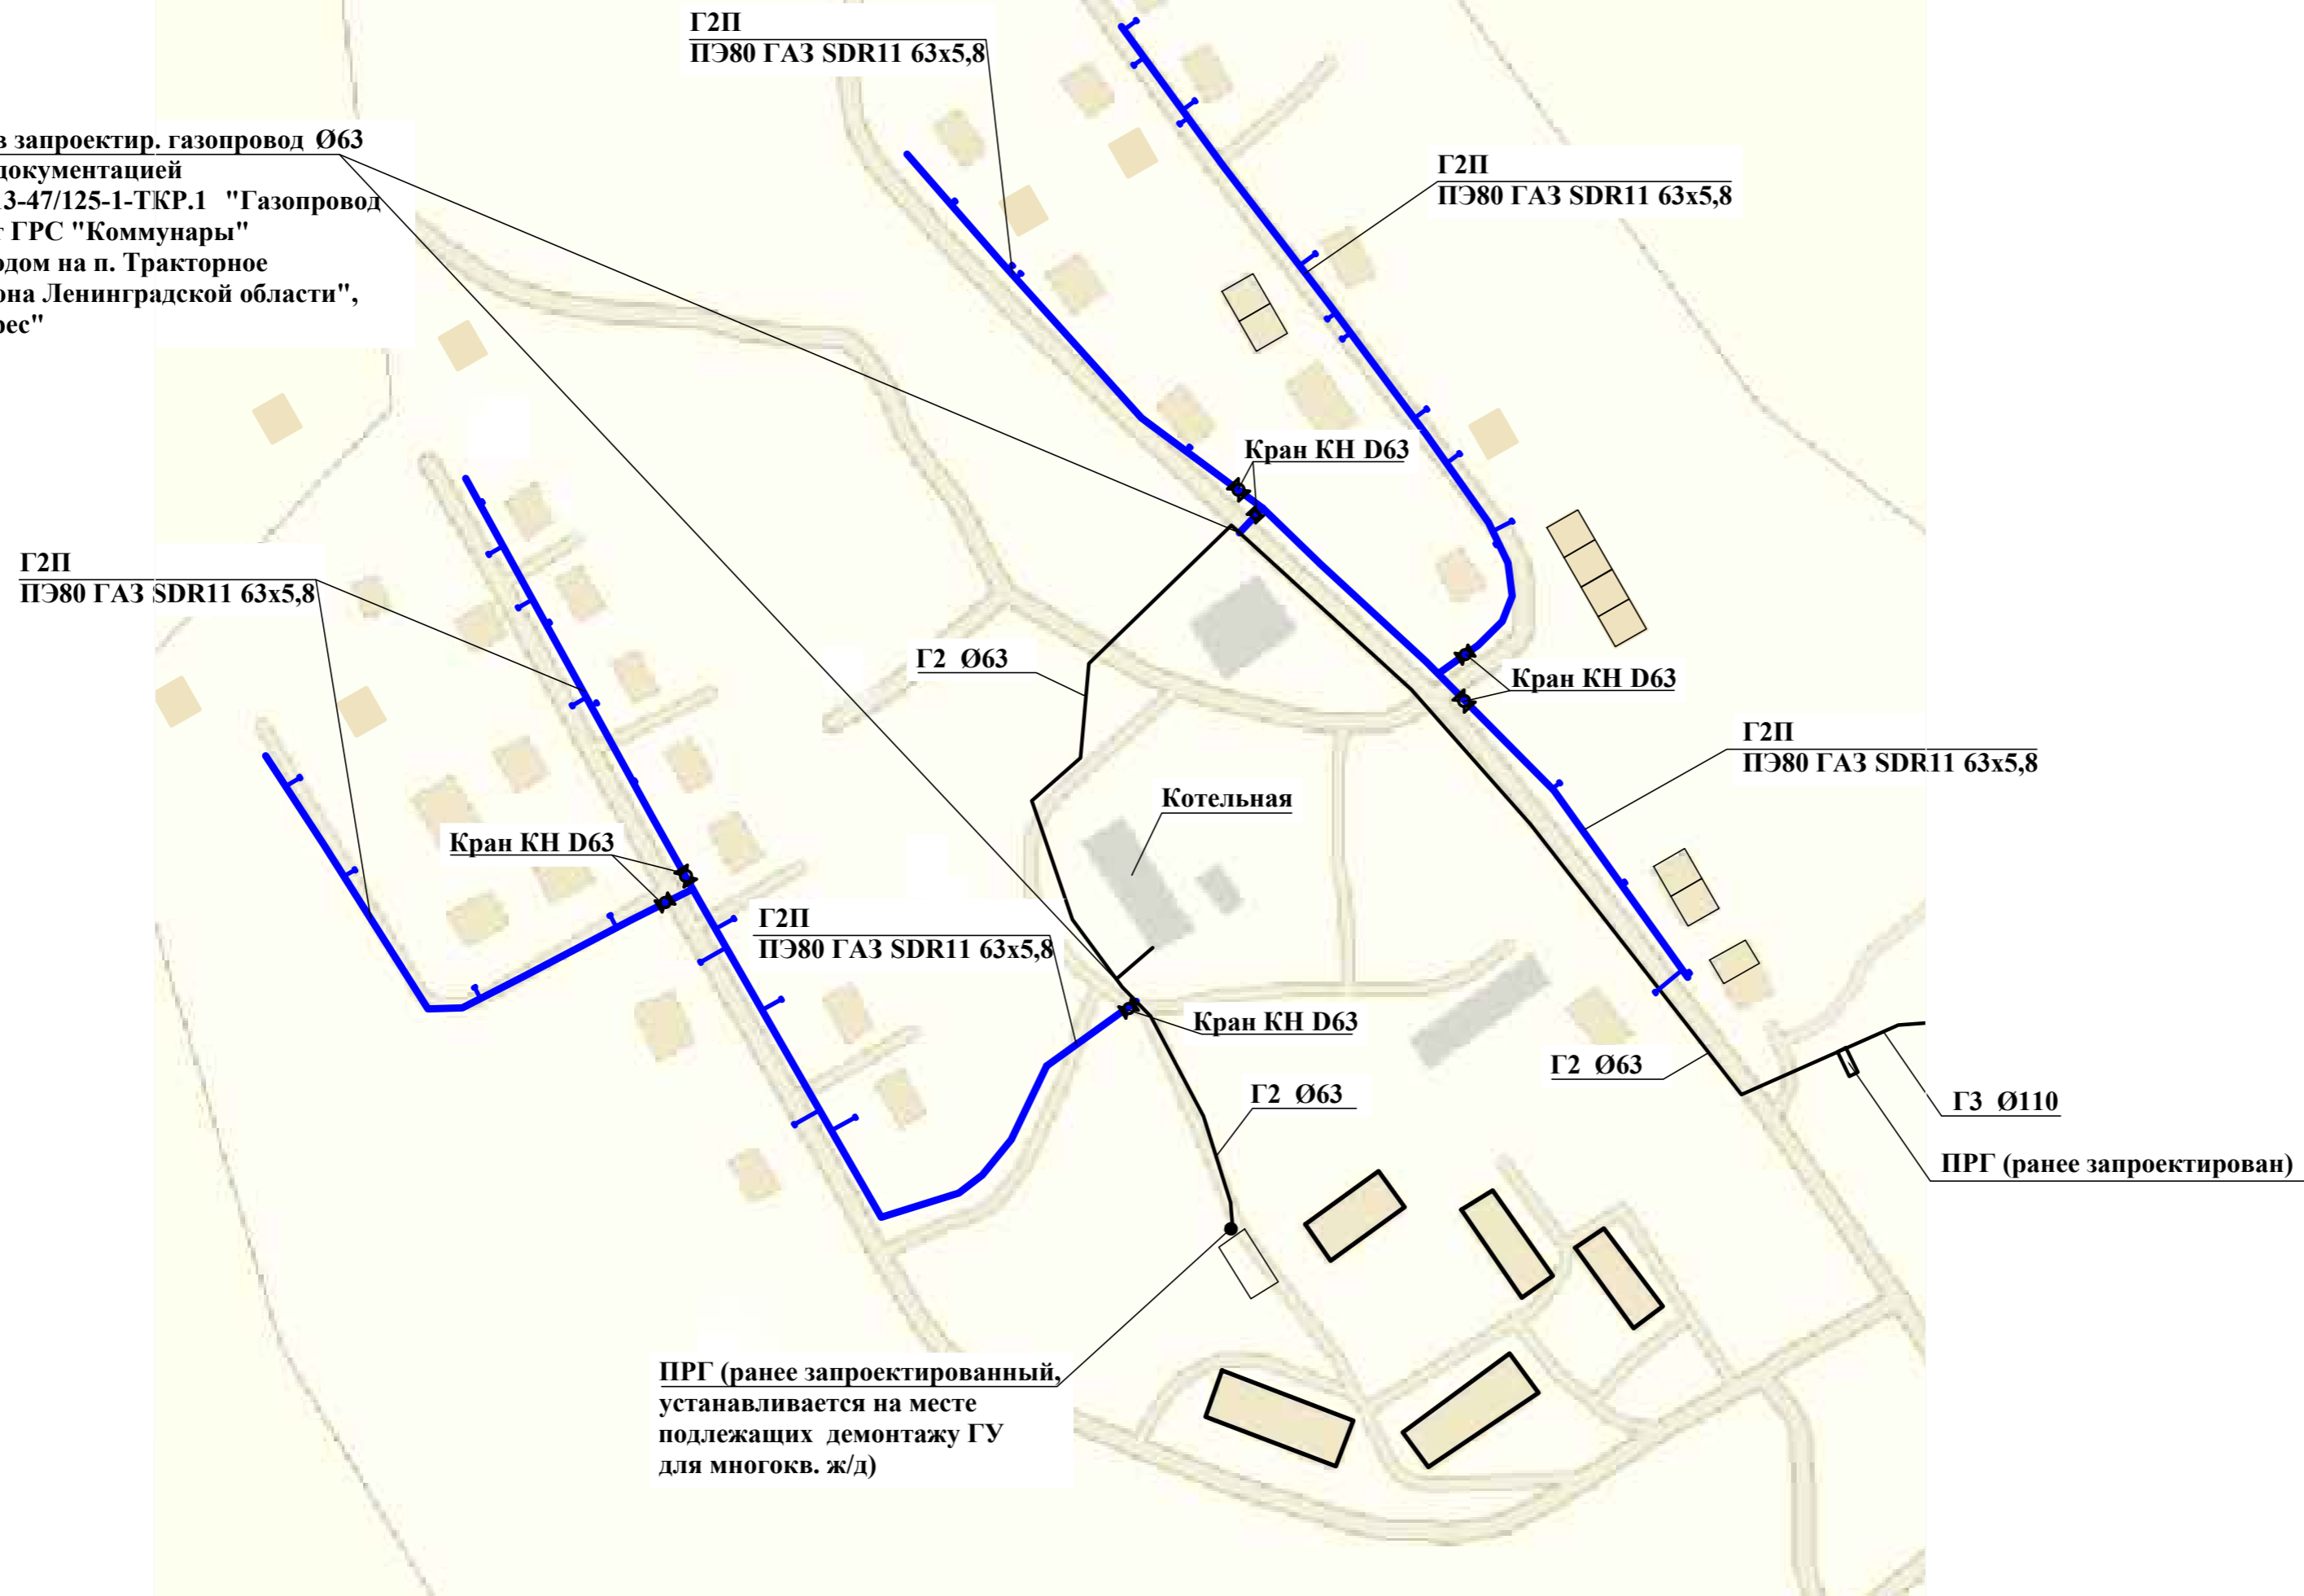 Г2П
ПЭ80 ГАЗ SDR11 63х5,8
в запроектир. газопровод Ø63
документацией
13-47/125-1-ТКР.1 "Газопровод
ГРС "Коммунары"
на п. Тракторное
Ленинградской области",
Г2П
ПЭ80 ГАЗ SDR11 63х5,8
Кран КН D63
Г2П
ПЭ80 ГАЗ SDR11 63х5,8
Г2 Ø63
Кран КН D63
Г2П
ПЭ80 ГАЗ SDR11 63х5,8
Котельная
Кран КН D63
Г2П
ПЭ80 ГАЗ SDR11 63х5,8
Кран КН D63
Г2 Ø63
Г2 Ø63
Г3 Ø110
ПРГ (ранее запроектирован)
ПРГ (ранее запроектированный,
устанавливается на месте
подлежащих демонтажу ГУ
для многокв. ж/д)